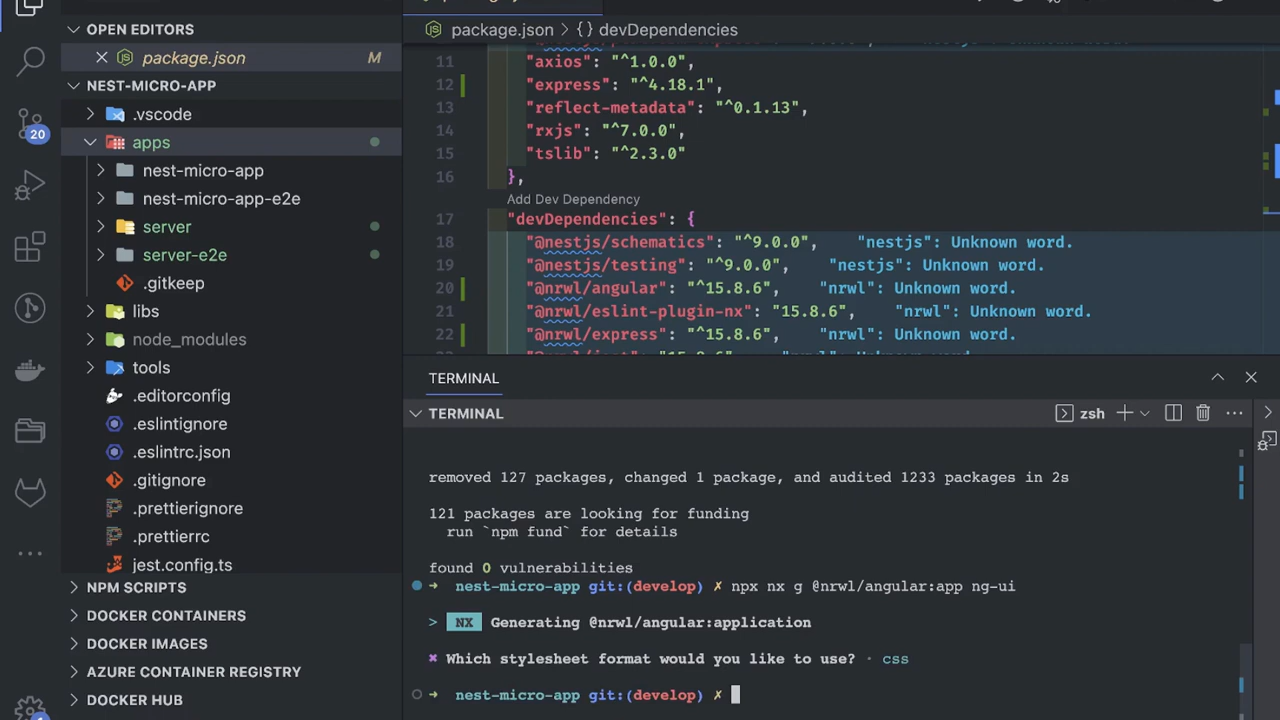 OPEN EDITORS
package.json M
NEST-MICRO-APP
.vscode
apps
nest-micro-app
nest-micro-app-e2e
server
server-e2e
.gitkeep
libs
node_modules
tools
.editorconfig
.eslintignore
.eslintrc.json
.gitignore
.prettierignore
.prettierrc
jest.config.ts
NPM SCRIPTS
DOCKER CONTAINERS
DOCKER IMAGES
AZURE CONTAINER REGISTRY
DOCKER HUB
20
1
package.json > {} devDependencies
11 "axios": "^1.0.0",
12 "express": "^4.18.1",
13 "reflect-metadata": "^0.1.13",
14 "rxjs": "^7.0.0",
15 "tslib": "^2.3.0"
16 },
Add Dev Dependency
17 "devDependencies": {
18 "@nestjs/schematics": "^9.0.0", "nestjs": Unknown word.
19 "@nestjs/testing": "^9.0.0", "nestjs": Unknown word.
20 "@nrwl/angular": "^15.8.6", "nrwl": Unknown word.
21 "@nrwl/eslint-plugin-nx": "15.8.6", "nrwl": Unknown word.
22 "@nrwl/express": "^15.8.6", "nrwl": Unknown word.
TERMINAL
TERMINAL zsh
removed 127 packages, changed 1 package, and audited 1233 packages in 2s
121 packages are looking for funding
run `npm fund` for details
found 0 vulnerabilities
➜ nest-micro-app git:(develop) ✗ npx nx g @nrwl/angular:app ng-ui
> NX Generating @nrwl/angular:application
✖ Which stylesheet format would you like to use? · css
➜ nest-micro-app git:(develop) ✗